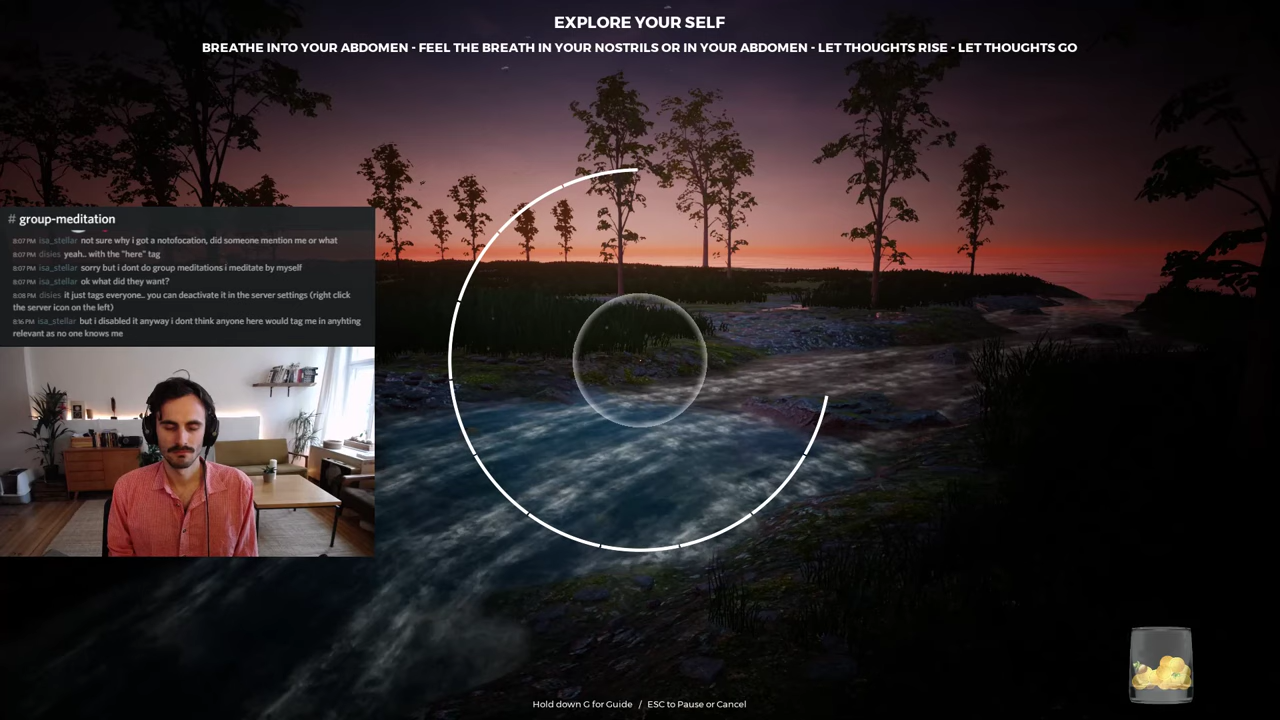 EXPLORE YOUR SELF
BREATHE INTO YOUR ABDOMEN - FEEL THE BREATH IN YOUR NOSTRILS OR IN YOUR ABDOMEN - LET THOUGHTS RISE - LET THOUGHTS GO
# group-meditation
8:07 PM isa_stellar not sure why i got a notofocation, did someone mention me or what
8:07 PM disies yeah.. with the "here" tag
8:07 PM isa_stellar sorry but i dont do group meditations i meditate by myself
8:07 PM isa_stellar ok what did they want?
8:08 PM disies it just tags everyone.. you can deactivate it in the server settings (right click
the server icon on the left)
8:16 PM isa_stellar but i disabled it anyway i dont think anyone here would tag me in anyhting
relevant as no one knows me
Hold down G for Guide / ESC to Pause or Cancel